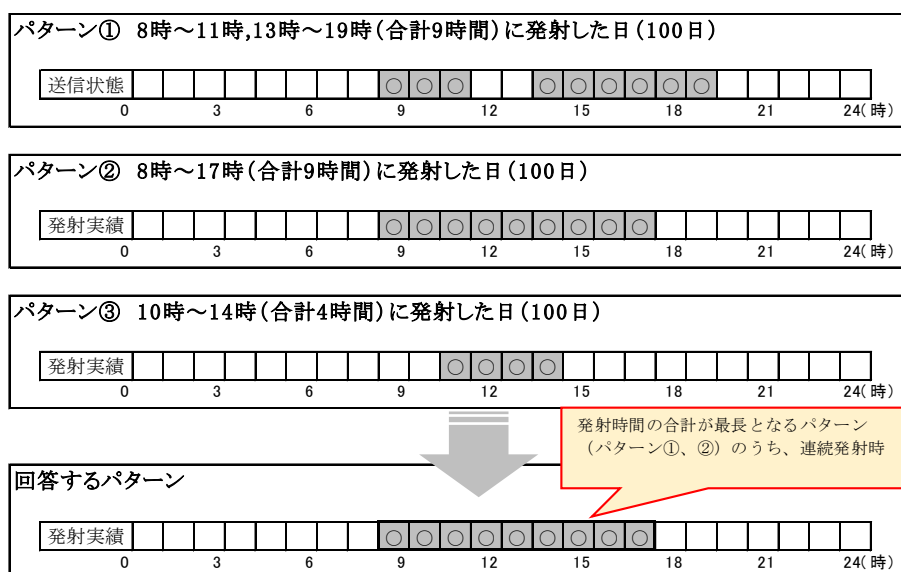 パターン① 8時～11時,13時～19時(合計9時間)に発射した日(100日)
送信状態 ○ ○ ○ ○ ○ ○ ○ ○ ○
0 3 6 9 12 15 18 21 24(時)
パターン② 8時～17時(合計9時間)に発射した日(100日)
発射実績 ○ ○ ○ ○ ○ ○ ○ ○ ○
0 3 6 9 12 15 18 21 24(時)
パターン③ 10時～14時(合計4時間)に発射した日(100日)
発射実績 ○ ○ ○ ○
0 3 6 9 12 15 18 21 24(時)
発射時間の合計が最長となるパターン
(パターン①、②)のうち、連続発射時
回答するパターン
発射実績 ○ ○ ○ ○ ○ ○ ○ ○ ○
0 3 6 9 12 15 18 21 24(時)